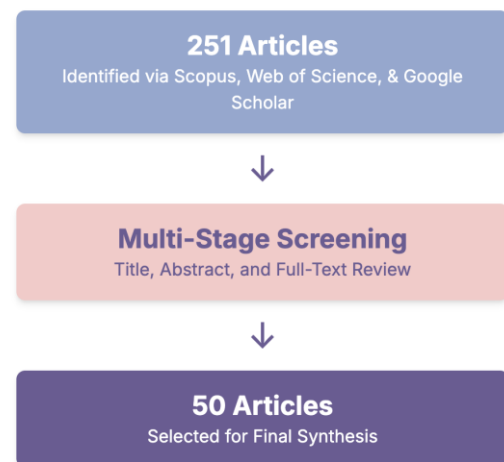 251 Articles
Identified via Scopus, Web of Science, & Google
Scholar
Multi-Stage Screening
Title, Abstract, and Full-Text Review
50 Articles
Selected for Final Synthesis